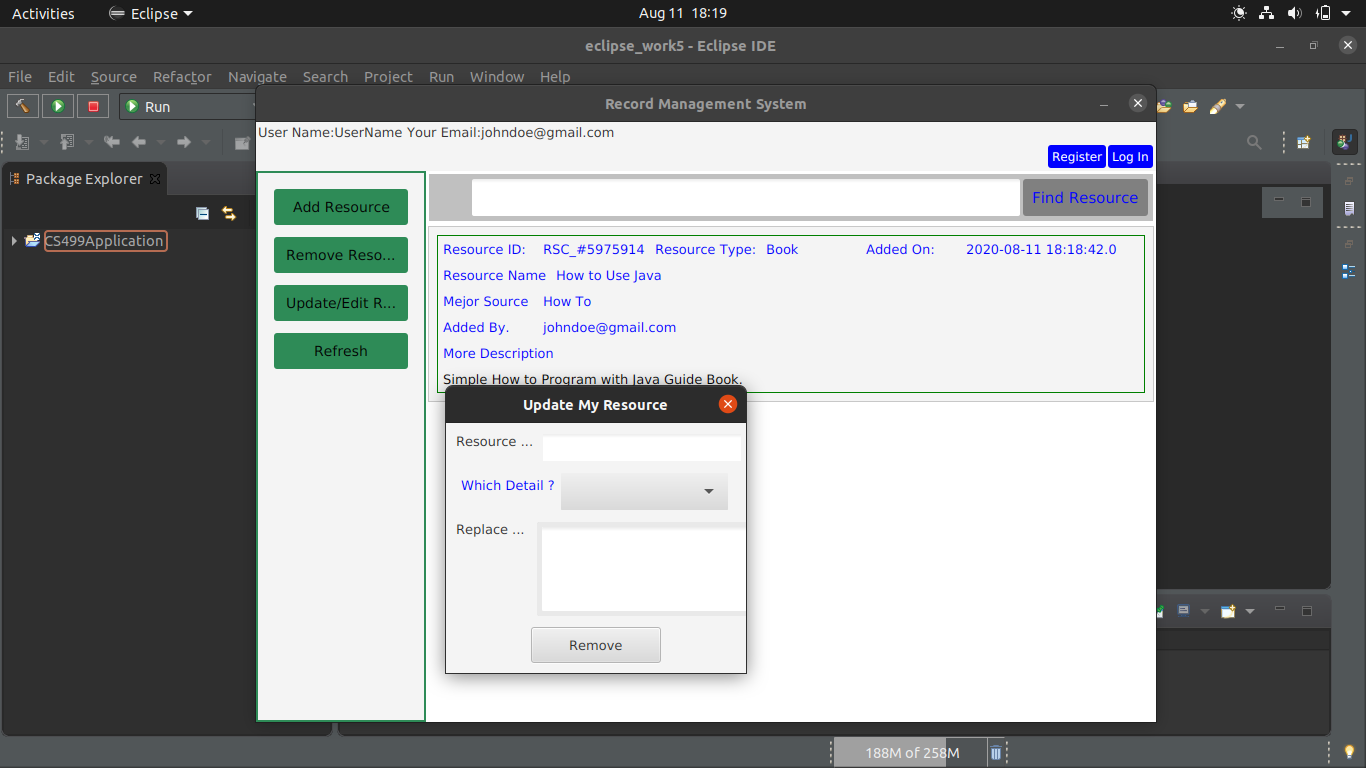 Activities Eclipse Aug 11 18:19
eclipse_work5 - Eclipse IDE
File Edit Source Refactor Navigate Search Project Run Window Help
Run
Record Management System
User Name:UserName Your Email:johndoe@gmail.com
Register Log In
Package Explorer
CS499Application
Add Resource
Remove Reso...
Update/Edit R...
Refresh
Find Resource
Resource ID: RSC_#5975914 Resource Type: Book Added On: 2020-08-11 18:18:42.0
Resource Name How to Use Java
Mejor Source How To
Added By. johndoe@gmail.com
More Description
Simple How to Program with Java Guide Book.
Update My Resource
Resource ...
Which Detail ?
Replace ...
Remove
188M of 258M